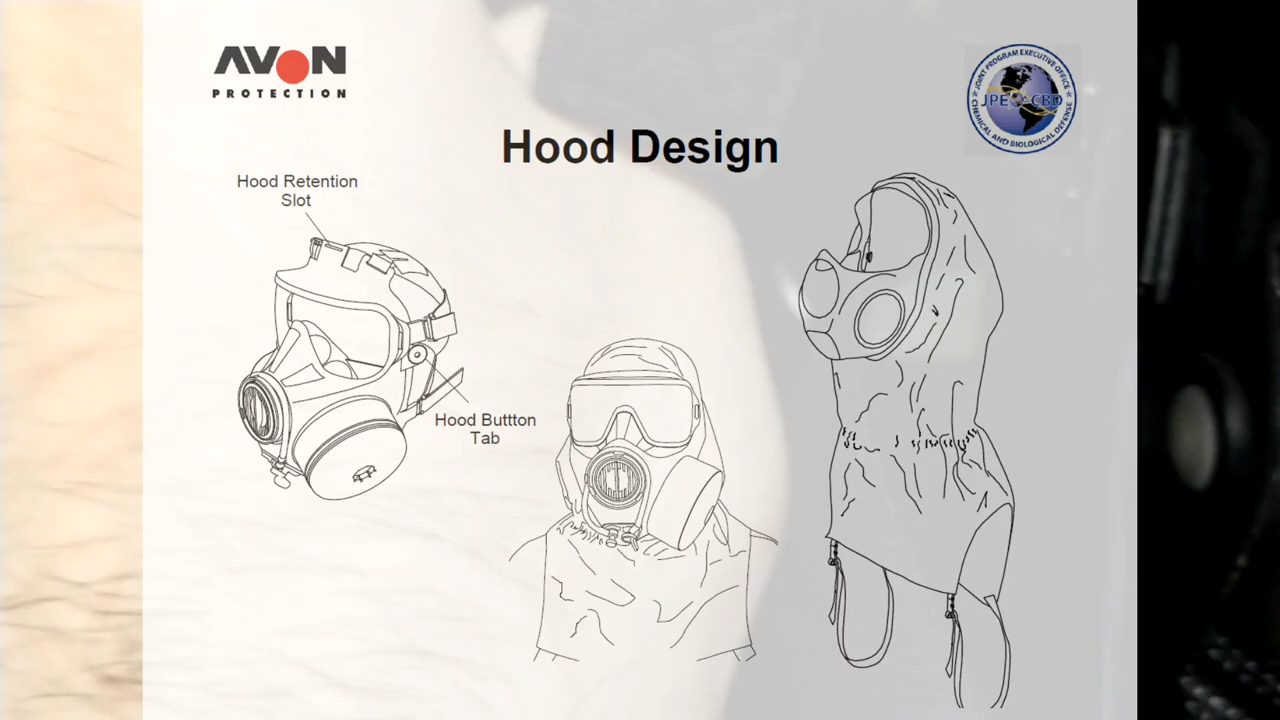 AVON
PROTECTION
JOINT PROGRAM EXECUTIVE OFFICE
JPEO-CBD
CHEMICAL AND BIOLOGICAL DEFENSE
Hood Design
Hood Retention
Slot
Hood Buttton
Tab